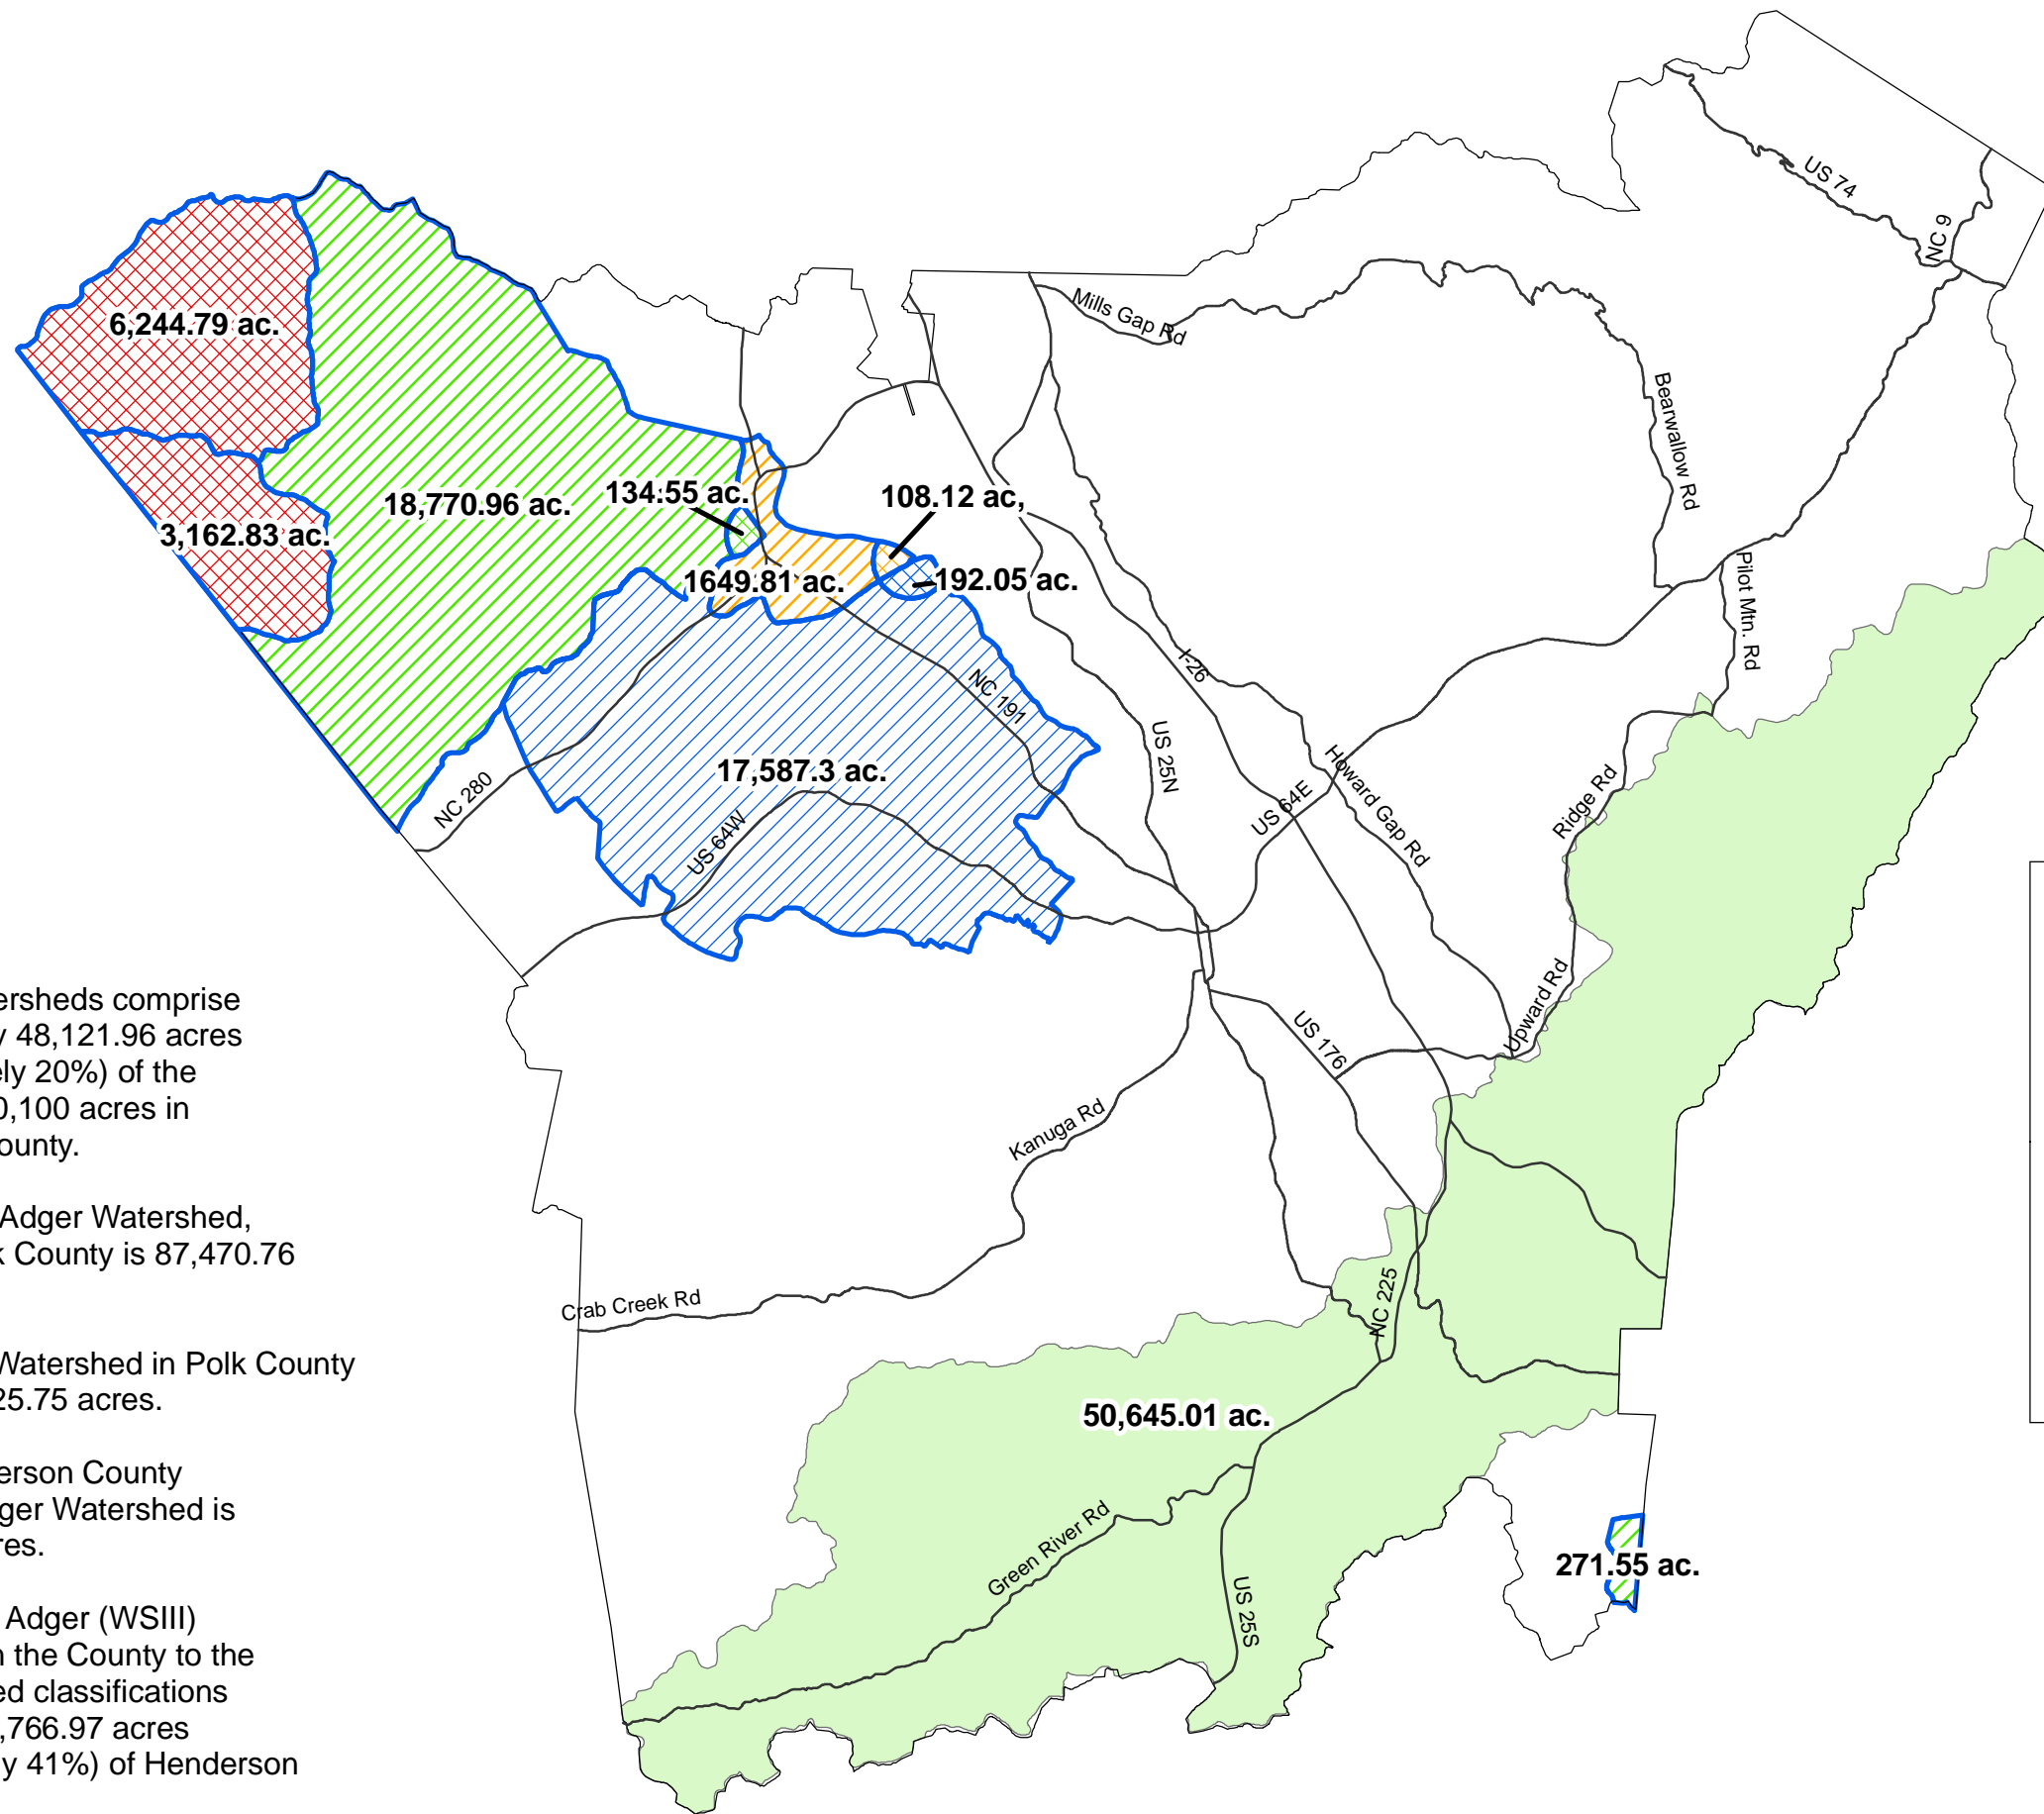 US 74
NC 9
Mills Gap Rd
6,244.79 ac.
Bearwallow Rd
18,770.96 ac.
134.55 ac.
108.12 ac,
3,162.83 ac.
1649.81 ac.
192.05 ac.
Pilot Mtn. Rd
I-26
NC 191
US 25N
17,587.3 ac.
NC 280
US 64W
US 64E
Howard Gap Rd
Ridge Rd
Upward Rd
US 176
Kanuga Rd
Crab Creek Rd
NC 225
50,645.01 ac.
Green River Rd
US 25S
271.55 ac.
ersheds comprise
y 48,121.96 acres
ely 20%) of the
0,100 acres in
ounty.
Adger Watershed,
k County is 87,470.76
Watershed in Polk County
25.75 acres.
erson County
ger Watershed is
res.
Adger (WSIII)
n the County to the
ed classifications
,766.97 acres
y 41%) of Henderson